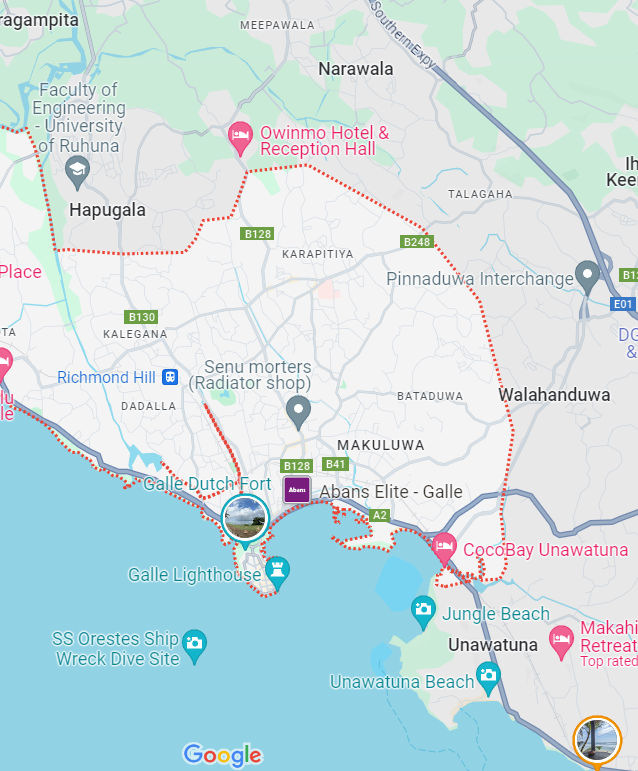 ragampita
MEEPAWALA
Southern Expy
Narawala
Faculty of
Engineering
- University
of Ruhuna
Owinmo Hotel &
Reception Hall
Ih
Kee
Hapugala
TALAGAHA
B128
B248
KARAPITIYA
Place
Pinnaduwa Interchange
B12
E01
B130
KALEGANA
DG
&
Senu morters
(Radiator shop)
Richmond Hill
lu
le
DADALLA
BATADUWA
Walahanduwa
MAKULUWA
B128
B41
Galle Dutch Fort
Abans
Abans Elite - Galle
A2
CocoBay Unawatuna
Galle Lighthouse
Jungle Beach
SS Orestes Ship
Wreck Dive Site
Unawatuna
Makahi
Retreat
Top rated
Unawatuna Beach
Google